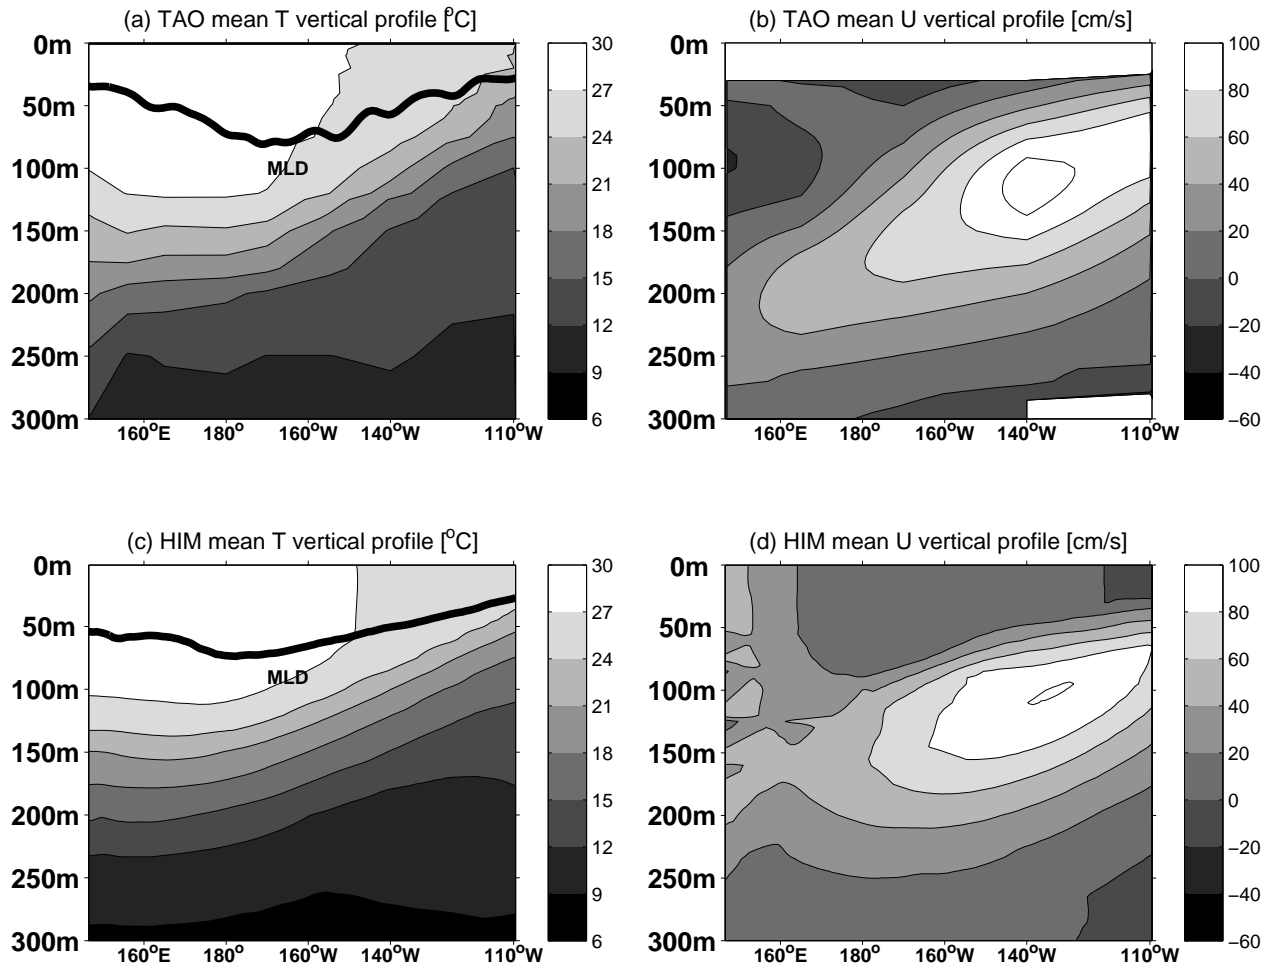 (a) TAO mean T vertical profile [°C]
0m
50m
100m
150m
200m
250m
300m
MLD
160°E 180° 160°W 140°W 110°W
30
27
24
21
18
15
12
9
6
(b) TAO mean U vertical profile [cm/s]
0m
50m
100m
150m
200m
250m
300m
160°E 180° 160°W 140°W 110°W
100
80
60
40
20
0
−20
−40
−60
(c) HIM mean T vertical profile [°C]
0m
50m
100m
150m
200m
250m
300m
MLD
160°E 180° 160°W 140°W 110°W
30
27
24
21
18
15
12
9
6
(d) HIM mean U vertical profile [cm/s]
0m
50m
100m
150m
200m
250m
300m
160°E 180° 160°W 140°W 110°W
100
80
60
40
20
0
−20
−40
−60